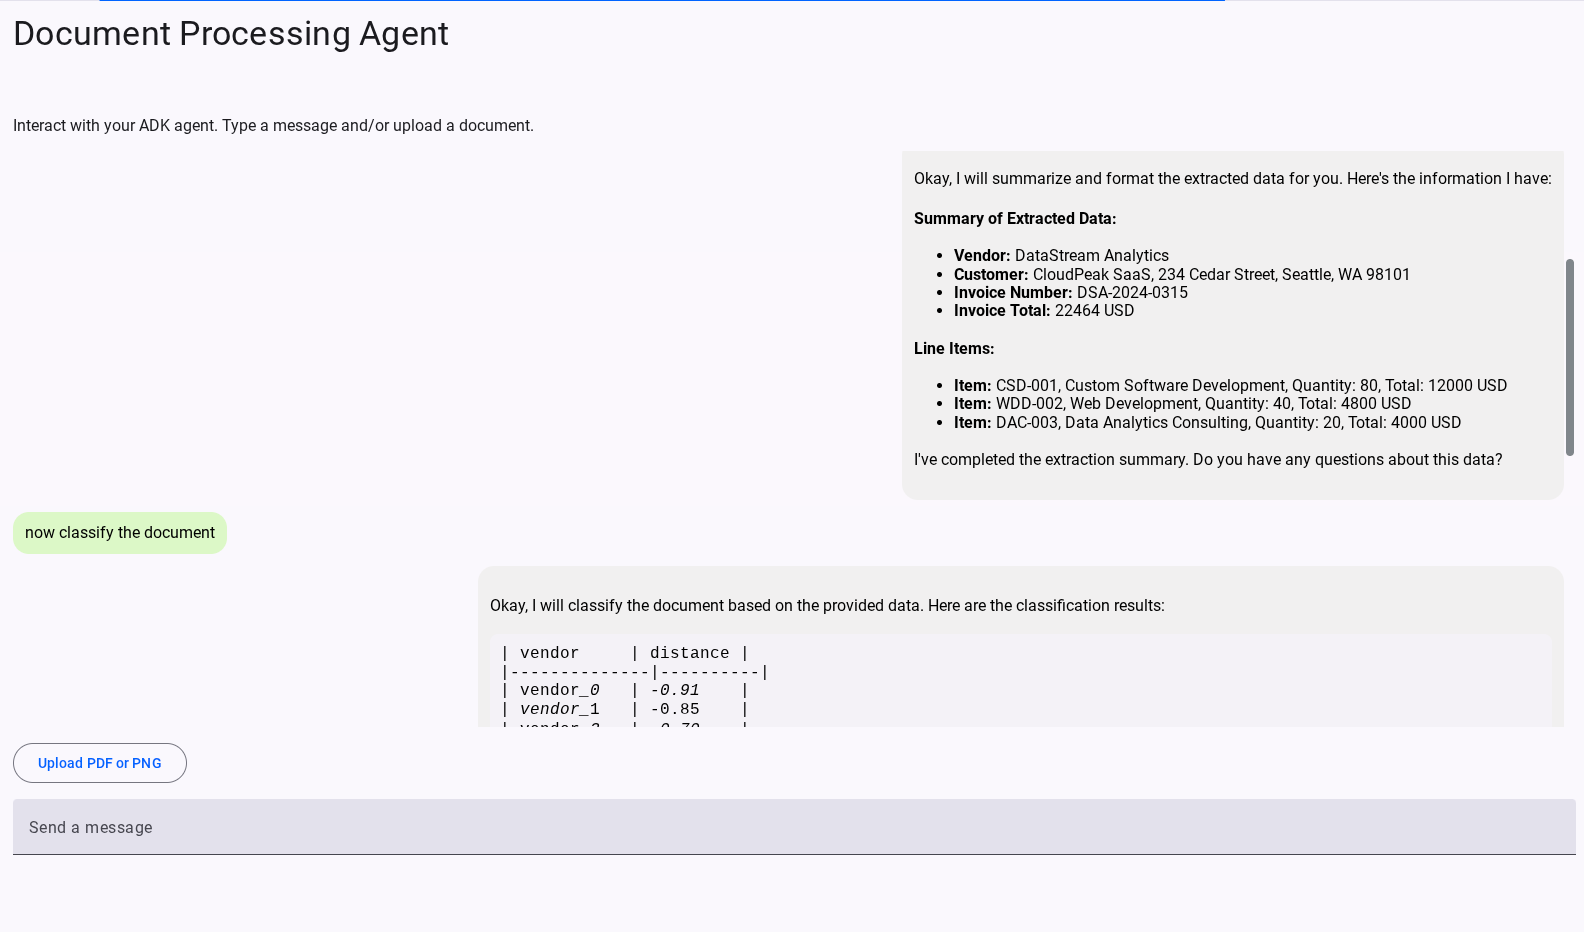 Document Processing Agent
Interact with your ADK agent. Type a message and/or upload a document.
Okay, I will summarize and format the extracted data for you. Here's the information I have:
Summary of Extracted Data:
• Vendor: DataStream Analytics
• Customer: CloudPeak SaaS, 234 Cedar Street, Seattle, WA 98101
• Invoice Number: DSA-2024-0315
• Invoice Total: 22464 USD
Line Items:
• Item: CSD-001, Custom Software Development, Quantity: 80, Total: 12000 USD
• Item: WDD-002, Web Development, Quantity: 40, Total: 4800 USD
• Item: DAC-003, Data Analytics Consulting, Quantity: 20, Total: 4000 USD
I've completed the extraction summary. Do you have any questions about this data?
now classify the document
Okay, I will classify the document based on the provided data. Here are the classification results:
| vendor     | distance |
|--------------|----------|
| vendor_0   | -0.91    |
| vendor_1   | -0.85    |
Upload PDF or PNG
Send a message